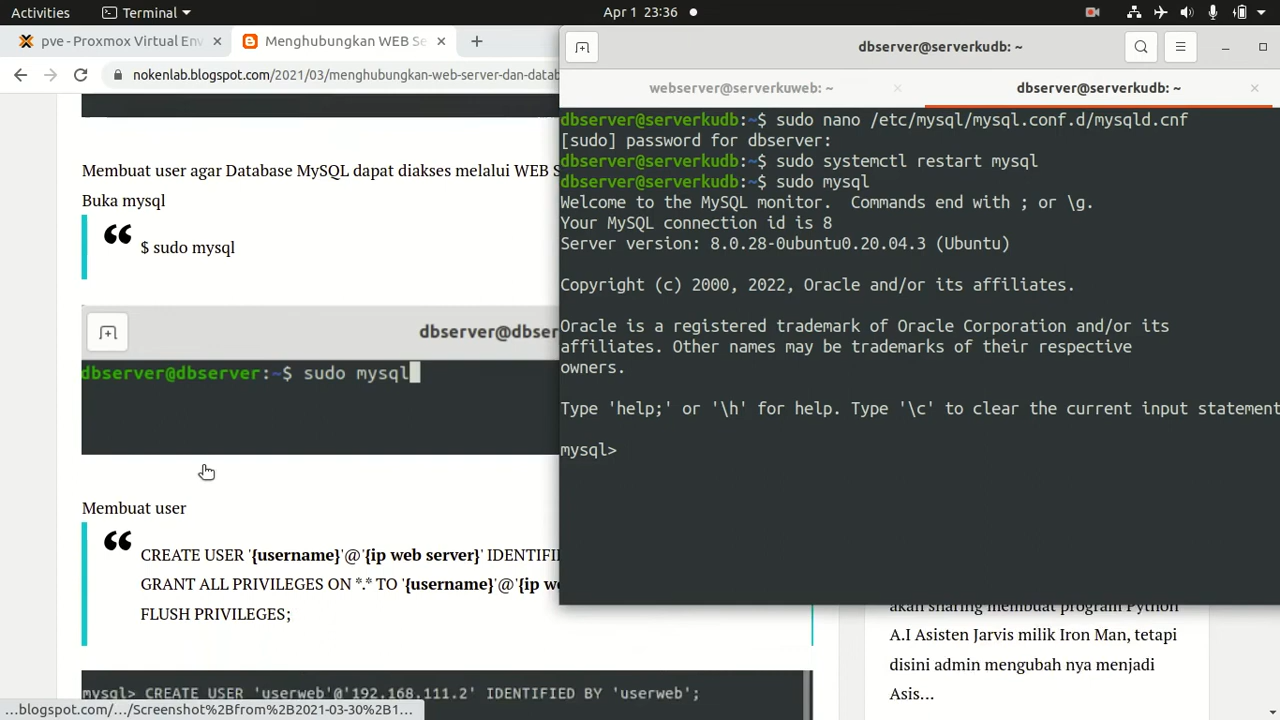 Activities
Terminal
Apr 1 23:36
pve - Proxmox Virtual Env
Menghubungkan WEB Se
nokenlab.blogspot.com/2021/03/menghubungkan-web-server-dan-datab
Membuat user agar Database MySQL dapat diakses melalui WEB S
Buka mysql
“ $ sudo mysql
dbserver@dbser
dbserver@dbserver:~$ sudo mysql
Membuat user
“ CREATE USER '{username}'@'{ip web server}' IDENTIFI
GRANT ALL PRIVILEGES ON *.* TO '{username}'@'{ip we
FLUSH PRIVILEGES;
mysql> CREATE USER 'userweb'@'192.168.111.2' IDENTIFIED BY 'userweb';
...blogspot.com/.../Screenshot%2Bfrom%2B2021-03-30%2B1...
dbserver@serverkudb: ~
webserver@serverkuweb: ~
dbserver@serverkudb: ~
dbserver@serverkudb:~$ sudo nano /etc/mysql/mysql.conf.d/mysqld.cnf
[sudo] password for dbserver:
dbserver@serverkudb:~$ sudo systemctl restart mysql
dbserver@serverkudb:~$ sudo mysql
Welcome to the MySQL monitor.  Commands end with ; or \g.
Your MySQL connection id is 8
Server version: 8.0.28-0ubuntu0.20.04.3 (Ubuntu)
Copyright (c) 2000, 2022, Oracle and/or its affiliates.
Oracle is a registered trademark of Oracle Corporation and/or its
affiliates. Other names may be trademarks of their respective
owners.
Type 'help;' or '\h' for help. Type '\c' to clear the current input statement
mysql>
akan sharing membuat program Python
A.I Asisten Jarvis milik Iron Man, tetapi
disini admin mengubah nya menjadi
Asis...